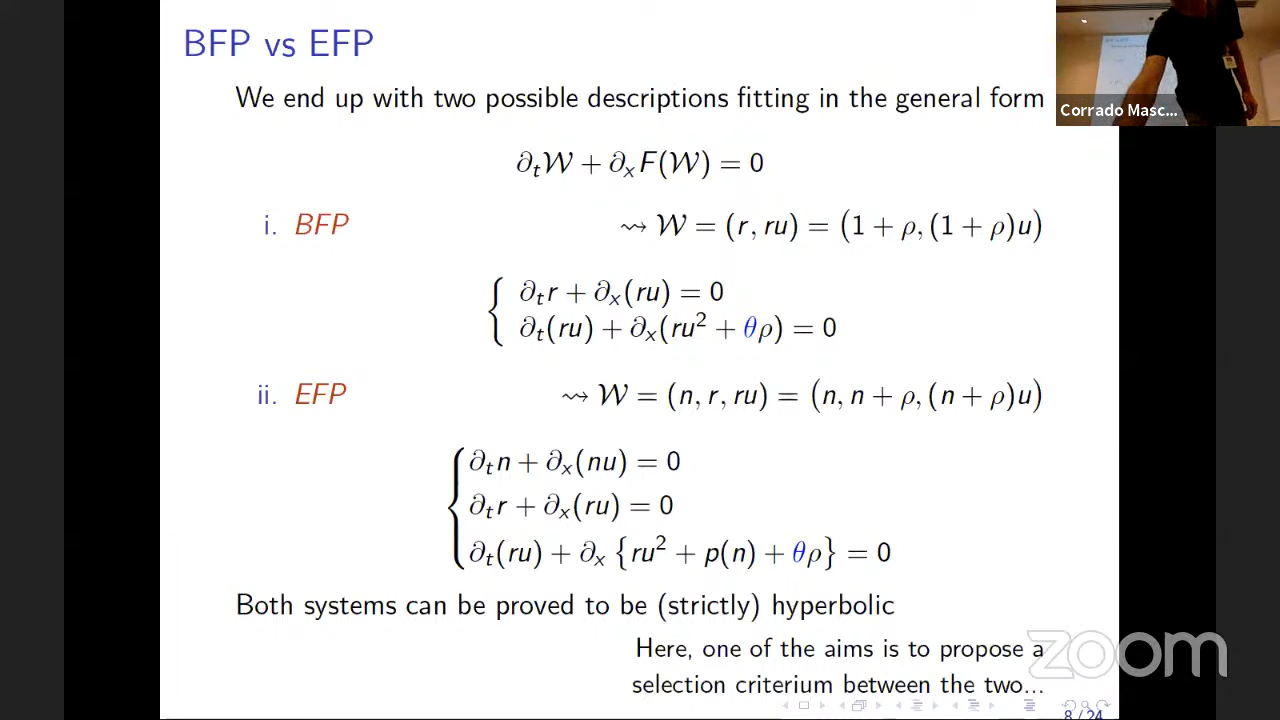 BFP vs EFP
We end up with two possible descriptions fitting in the general form
Corrado Masc...
∂ₜ𝒲 + ∂ₓF(𝒲) = 0
i. BFP ⇝ 𝒲 = (r, ru) = (1 + ρ, (1 + ρ)u)
∂ₜr + ∂ₓ(ru) = 0
∂ₜ(ru) + ∂ₓ(ru² + θρ) = 0
ii. EFP ⇝ 𝒲 = (n, r, ru) = (n, n + ρ, (n + ρ)u)
∂ₜn + ∂ₓ(nu) = 0
∂ₜr + ∂ₓ(ru) = 0
∂ₜ(ru) + ∂ₓ {ru² + p(n) + θρ} = 0
Both systems can be proved to be (strictly) hyperbolic
Here, one of the aims is to propose a
selection criterium between the two...
zoom
8 / 24